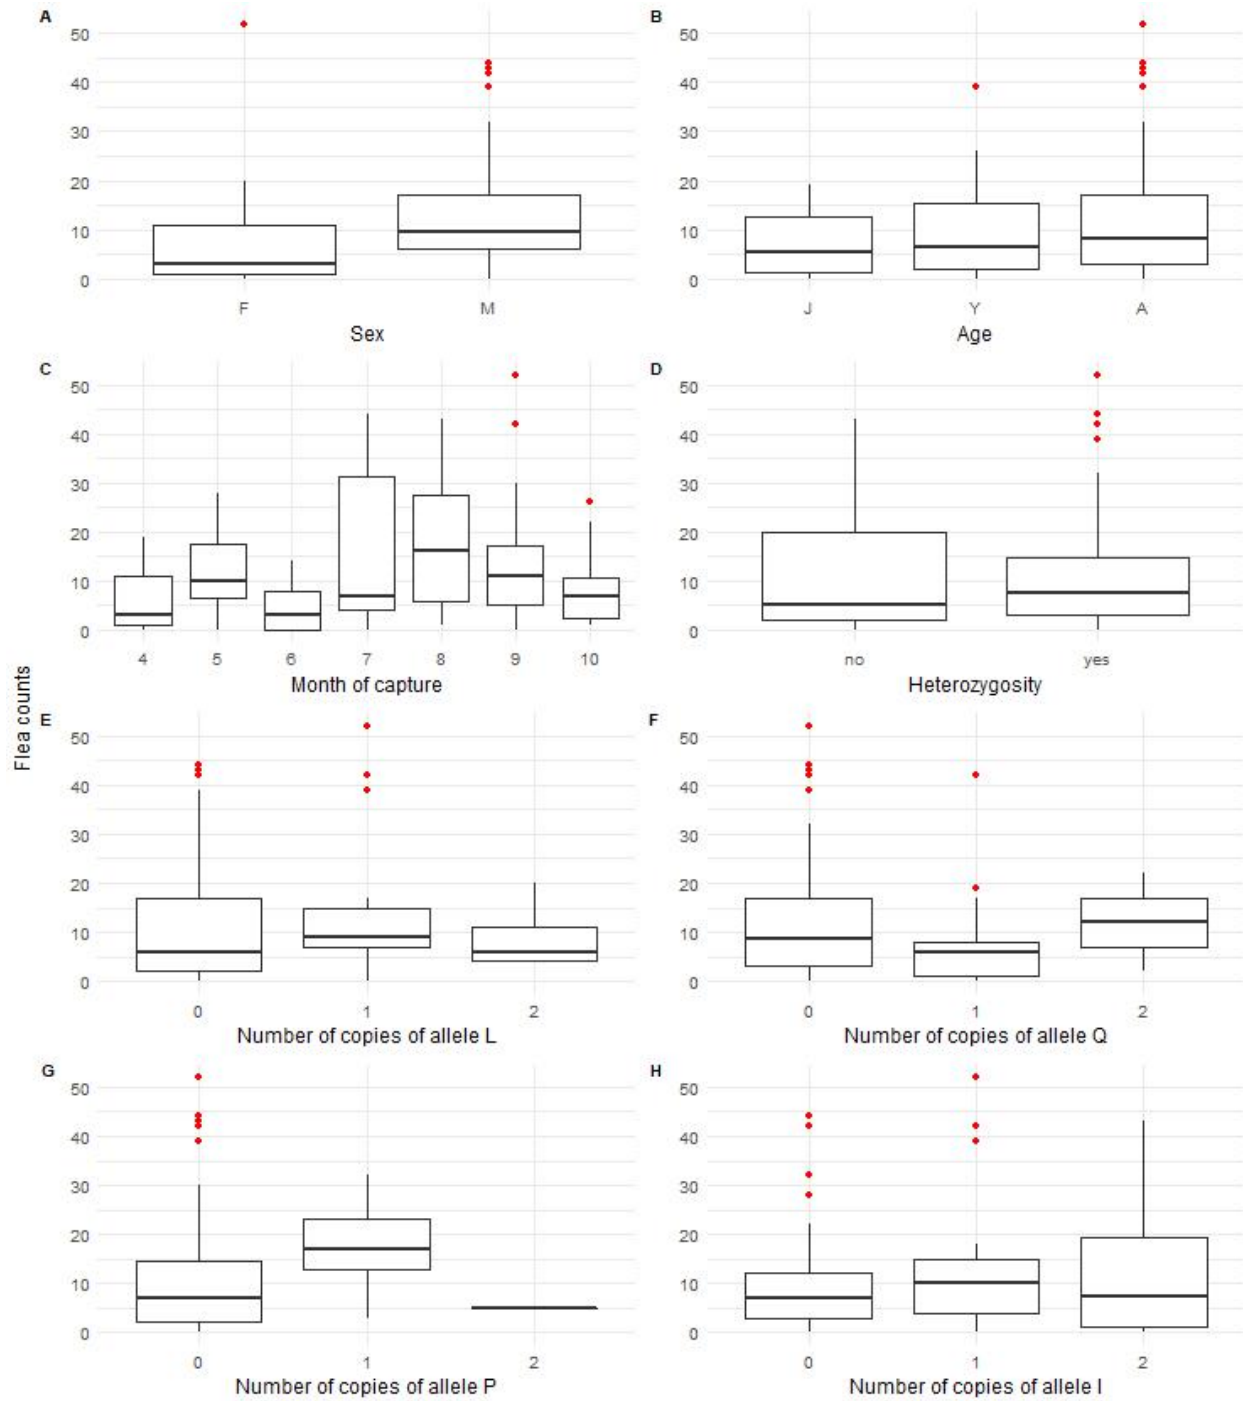 A
50
40
30
20
10
0
F M
Sex
B
50
40
30
20
10
0
J Y A
Age
C
50
40
30
20
10
0
4 5 6 7 8 9 10
Month of capture
D
50
40
30
20
10
0
no yes
Heterozygosity
Flea counts
E
50
40
30
20
10
0
0 1 2
Number of copies of allele L
F
50
40
30
20
10
0
0 1 2
Number of copies of allele Q
G
50
40
30
20
10
0
0 1 2
Number of copies of allele P
H
50
40
30
20
10
0
0 1 2
Number of copies of allele I